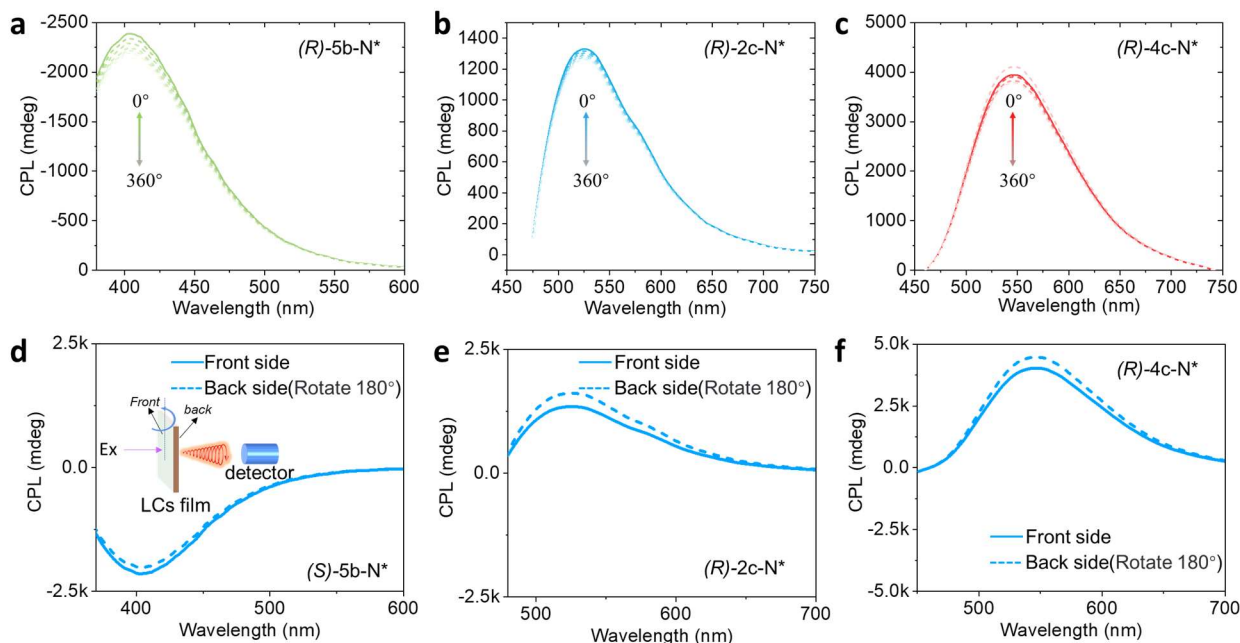 a
(R)-5b-N*
CPL (mdeg)
-2500
-2000
-1500
-1000
-500
0
0°
360°
400
450
500
550
600
Wavelength (nm)
b
(R)-2c-N*
CPL (mdeg)
1400
1200
1000
800
600
400
200
0
0°
360°
450
500
550
600
650
700
750
Wavelength (nm)
c
(R)-4c-N*
CPL (mdeg)
5000
4000
3000
2000
1000
0
0°
360°
450
500
550
600
650
700
750
Wavelength (nm)
d
2.5k
0.0
-2.5k
CPL (mdeg)
Front side
Back side(Rotate 180°)
Front
back
Ex
detector
LCs film
(S)-5b-N*
400
500
600
Wavelength (nm)
e
2.5k
0.0
-2.5k
CPL (mdeg)
Front side
Back side(Rotate 180°)
(R)-2c-N*
500
550
600
650
700
Wavelength (nm)
f
5.0k
2.5k
0.0
-2.5k
-5.0k
CPL (mdeg)
(R)-4c-N*
Front side
Back side(Rotate 180°)
500
600
700
Wavelength (nm)